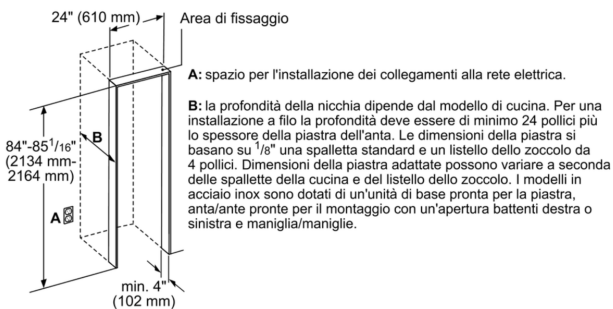 24" (610 mm)
Area di fissaggio
A: spazio per l'installazione dei collegamenti alla rete elettrica.
B: la profondità della nicchia dipende dal modello di cucina. Per una
installazione a filo la profondità deve essere di minimo 24 pollici più
lo spessore della piastra dell'anta. Le dimensioni della piastra si
basano su 1/8" una spalletta standard e un listello dello zoccolo da
4 pollici. Dimensioni della piastra adattate possono variare a seconda
delle spallette della cucina e del listello dello zoccolo. I modelli in
acciaio inox sono dotati di un'unità di base pronta per la piastra,
anta/ante pronte per il montaggio con un'apertura battenti destra o
sinistra e maniglia/maniglie.
B
84"-85 1/16"
(2134 mm-
2164 mm)
A
min. 4"
(102 mm)